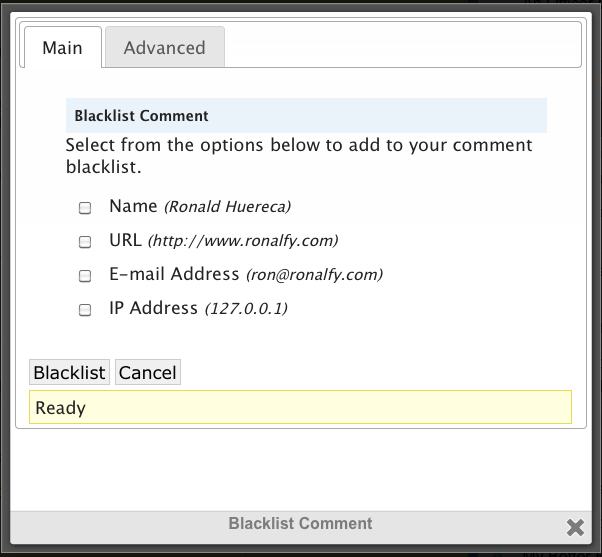 Main
Advanced
Blacklist Comment
Select from the options below to add to your comment
blacklist.
Name (Ronald Huereca)
URL (http://www.ronalfy.com)
E-mail Address (ron@ronalfy.com)
IP Address (127.0.0.1)
Blacklist Cancel
Ready
Blacklist Comment